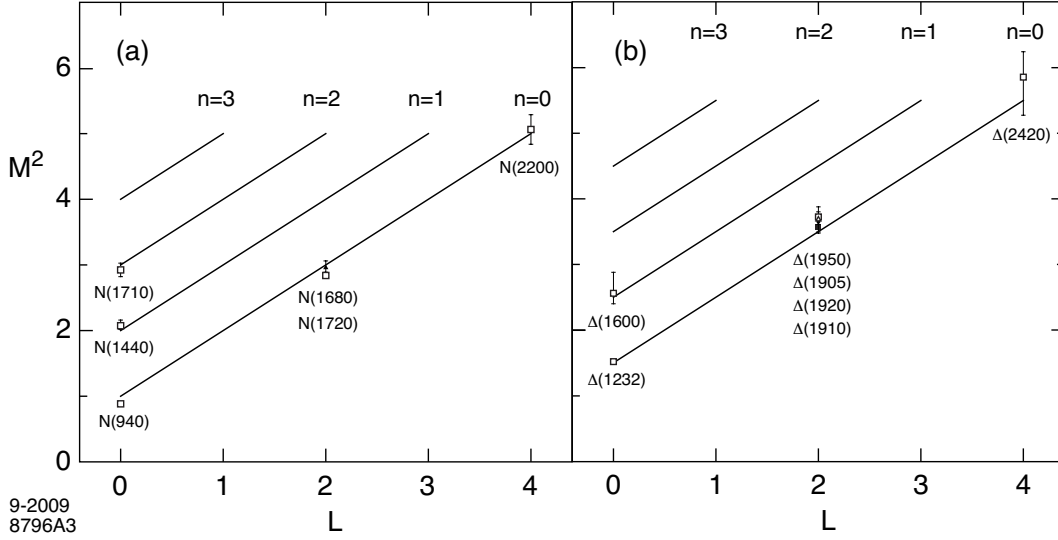 (a)
n=3 n=2 n=1 n=0
M²
6
4
2
0
N(2200)
N(1710)
N(1680)
N(1720)
N(1440)
N(940)
0 1 2 3 4
L
(b)
n=3 n=2 n=1 n=0
Δ(2420)
Δ(1950)
Δ(1905)
Δ(1920)
Δ(1910)
Δ(1600)
Δ(1232)
0 1 2 3 4
L
9-2009
8796A3